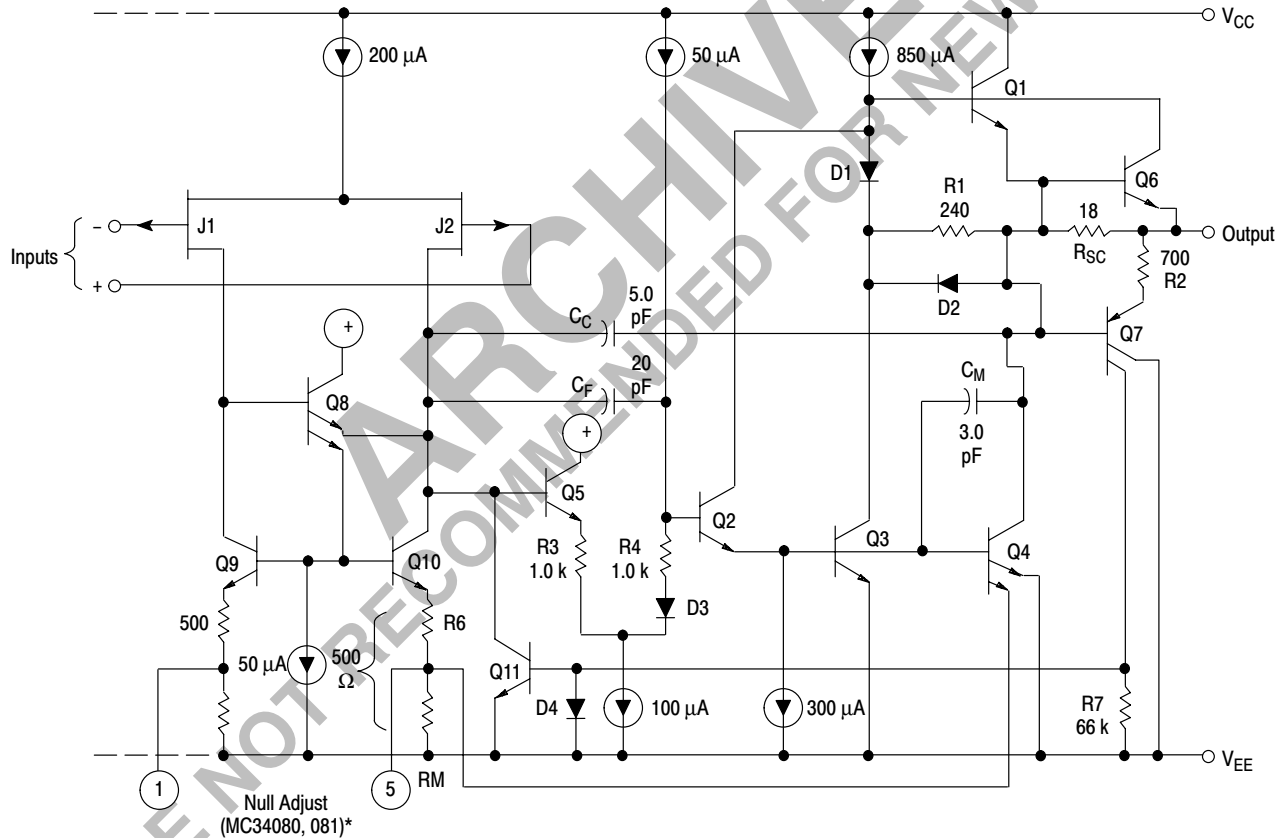 VCC
200 µA
50 µA
850 µA
Q1
D1
R1
240
Q6
18
RSC
Output
700
R2
D2
Inputs
–
+
J1
J2
+
CC
5.0
pF
Q7
CF
20
pF
CM
3.0
pF
Q8
+
Q5
Q2
Q3
Q4
Q9
Q10
R3
1.0 k
R4
1.0 k
D3
500
R6
50 µA
500
Ω
Q11
D4
100 µA
300 µA
R7
66 k
VEE
1
5
RM
Null Adjust
(MC34080, 081)*
ARCHIVE
NOT RECOMMENDED FOR NEW